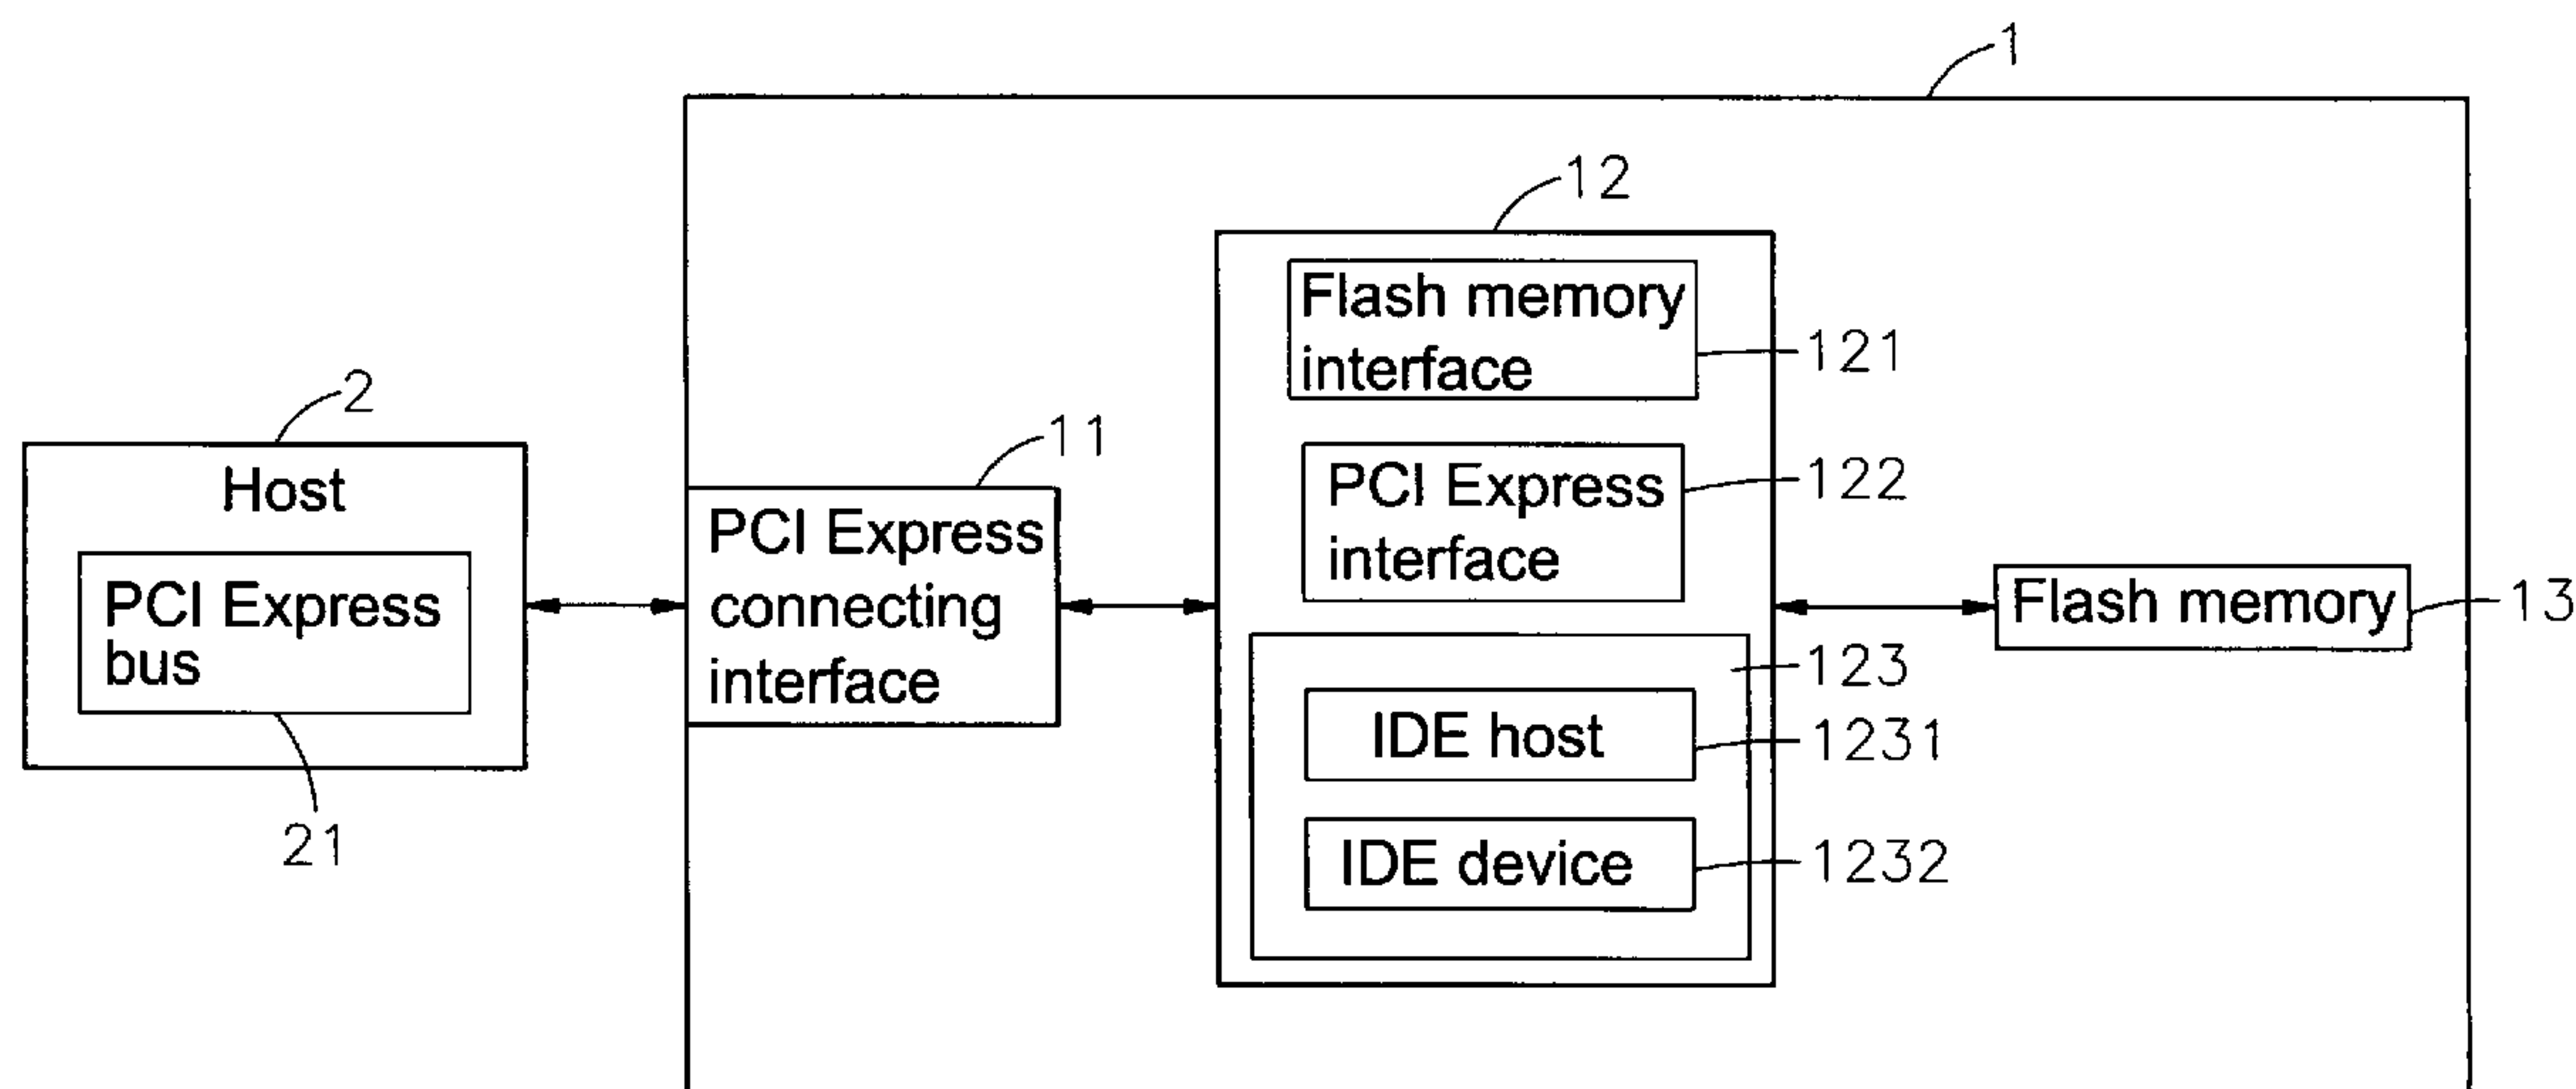 1
12
Flash memory
interface
121
2
11
Host
PCI Express
bus
21
PCI Express
connecting
interface
PCI Express
interface
122
123
IDE host
1231
IDE device
1232
Flash memory
13